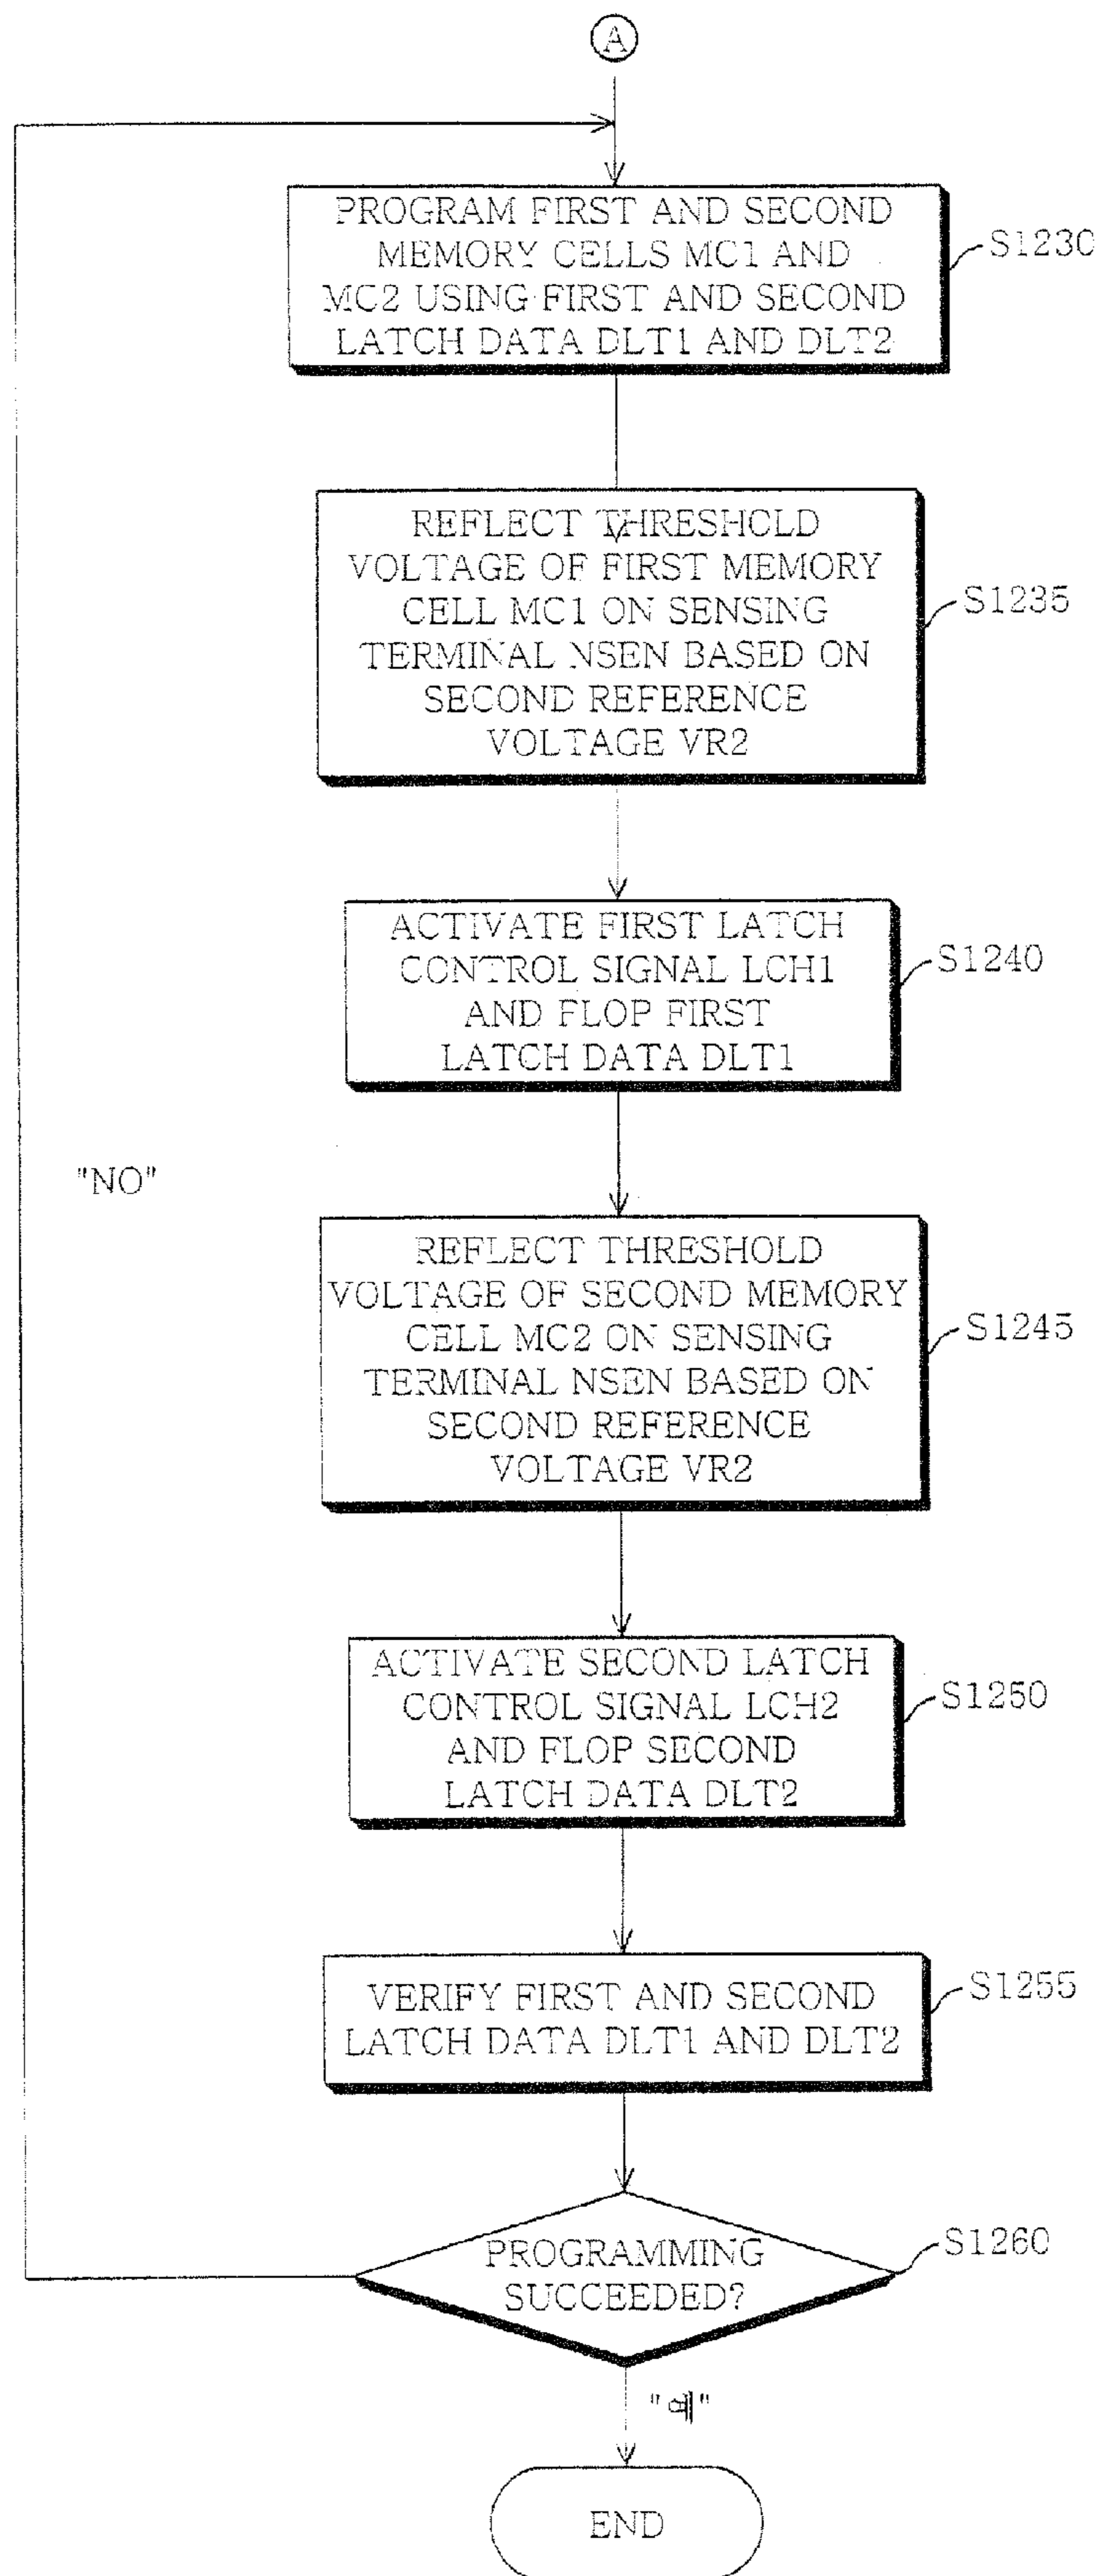 A
PROGRAM FIRST AND SECOND
MEMORY CELLS MC1 AND
MC2 USING FIRST AND SECOND
LATCH DATA DLT1 AND DLT2
S1230
REFLECT THRESHOLD
VOLTAGE OF FIRST MEMORY
CELL MC1 ON SENSING
TERMINAL NSEN BASED ON
SECOND REFERENCE
VOLTAGE VR2
S1235
ACTIVATE FIRST LATCH
CONTROL SIGNAL LCH1
AND FLOP FIRST
LATCH DATA DLT1
S1240
"NO"
REFLECT THRESHOLD
VOLTAGE OF SECOND MEMORY
CELL MC2 ON SENSING
TERMINAL NSEN BASED ON
SECOND REFERENCE
VOLTAGE VR2
S1245
ACTIVATE SECOND LATCH
CONTROL SIGNAL LCH2
AND FLOP SECOND
LATCH DATA DLT2
S1250
VERIFY FIRST AND SECOND
LATCH DATA DLT1 AND DLT2
S1255
PROGRAMMING
SUCCEEDED?
S1260
"예"
END